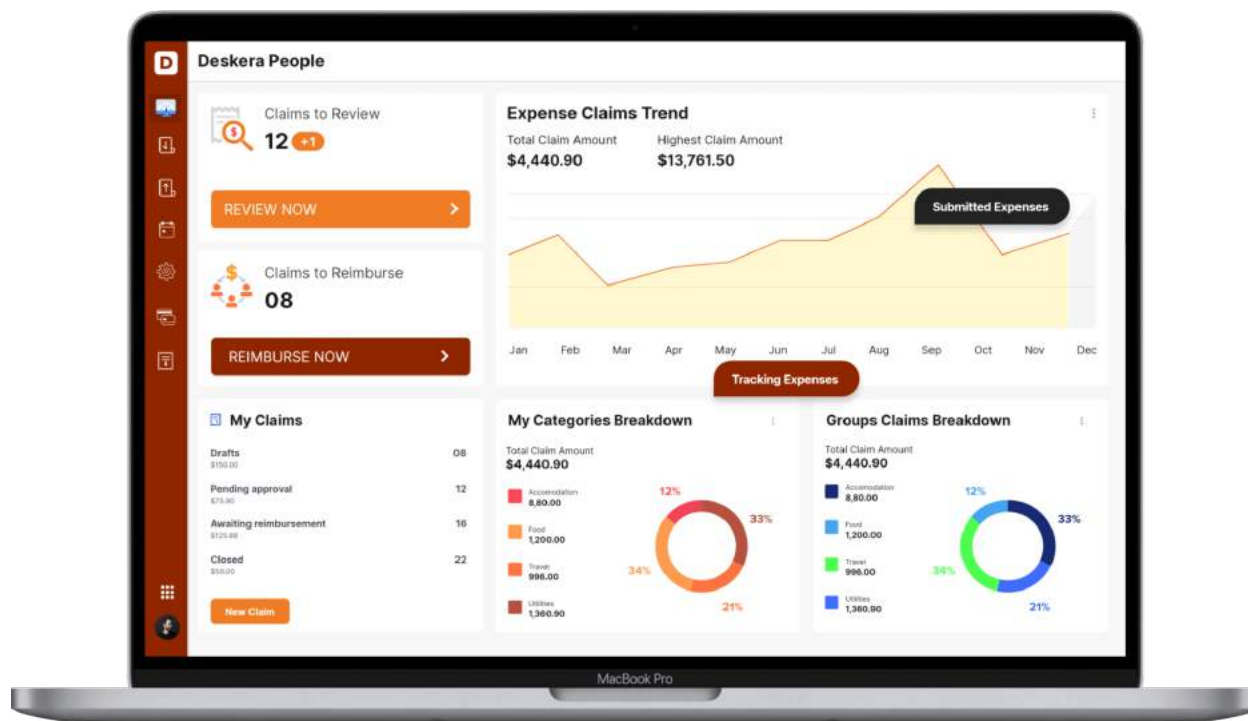 D
Deskera People
Claims to Review
12 +1
REVIEW NOW
Claims to Reimburse
08
REIMBURSE NOW
Expense Claims Trend
Total Claim Amount Highest Claim Amount
$4,440.90 $13,761.50
Submitted Expenses
Jan Feb Mar Apr May Jun Jul Aug Sep Oct Nov Dec
Tracking Expenses
My Claims
Drafts 08
$150.00
Pending approval 12
$75.90
Awaiting reimbursement 16
$125.88
Closed 22
$50.00
New Claim
My Categories Breakdown
Total Claim Amount
$4,440.90
Accomodation
8,80.00
Food
1,200.00
Travel
996.00
Utilities
1,360.90
12%
33%
34%
21%
Groups Claims Breakdown
Total Claim Amount
$4,440.90
Accomodation
8,80.00
Food
1,200.00
Travel
996.00
Utilities
1,360.90
12%
33%
34%
21%
MacBook Pro